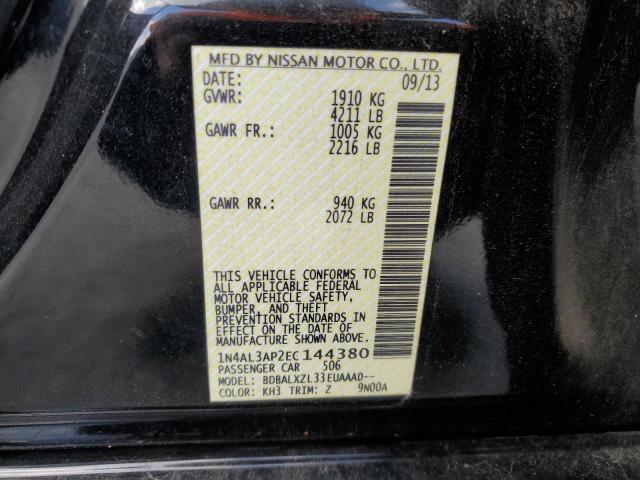 MFD BY NISSAN MOTOR CO., LTD.
DATE: 09/13
GVWR: 1910 KG
4211 LB
GAWR FR.: 1005 KG
2216 LB
GAWR RR.: 940 KG
2072 LB
THIS VEHICLE CONFORMS TO
ALL APPLICABLE FEDERAL
MOTOR VEHICLE SAFETY,
BUMPER, AND THEFT
PREVENTION STANDARDS IN
EFFECT ON THE DATE OF
MANUFACTURE SHOWN ABOVE.
1N4AL3AP2EC144380
PASSENGER CAR 506
MODEL: BDBALXZL33EUAAAD--
COLOR: KH3 TRIM: Z 9N00A